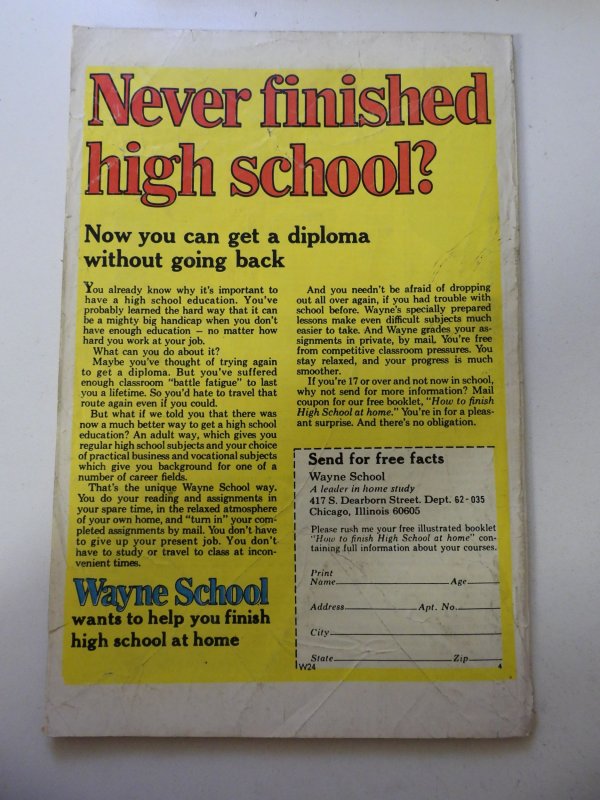 Never finished
high school?
Now you can get a diploma
without going back
You already know why it's important to
have a high school education. You've
probably learned the hard way that it can
be a mighty big handicap when you don't
have enough education – no matter how
hard you work at your job.
What can you do about it?
Maybe you've thought of trying again
to get a diploma. But you've suffered
enough classroom "battle fatigue" to last
you a lifetime. So you'd hate to travel that
route again even if you could.
But what if we told you that there was
now a much better way to get a high school
education? An adult way, which gives you
regular high school subjects and your choice
of practical business and vocational subjects
which give you background for one of a
number of career fields.
That's the unique Wayne School way.
You do your reading and assignments in
your spare time, in the relaxed atmosphere
of your own home, and "turn in" your com-
pleted assignments by mail. You don't have
to give up your present job. You don't
have to study or travel to class at incon-
venient times.
Wayne School
wants to help you finish
high school at home
And you needn't be afraid of dropping
out all over again, if you had trouble with
school before. Wayne's specially prepared
lessons make even difficult subjects much
easier to take. And Wayne grades your as-
signments in private, by mail. You're free
from competitive classroom pressures. You
stay relaxed, and your progress is much
smoother.
If you're 17 or over and not now in school,
why not send for more information? Mail
coupon for our free booklet, "How to finish
High School at home." You're in for a pleas-
ant surprise. And there's no obligation.
Send for free facts
Wayne School
A leader in home study
417 S. Dearborn Street. Dept. 62-035
Chicago, Illinois 60605
Please rush me your free illustrated booklet
"How to finish High School at home" con-
taining full information about your courses.
Print
Name Age
Address Apt. No.
City
State Zip
W24 4